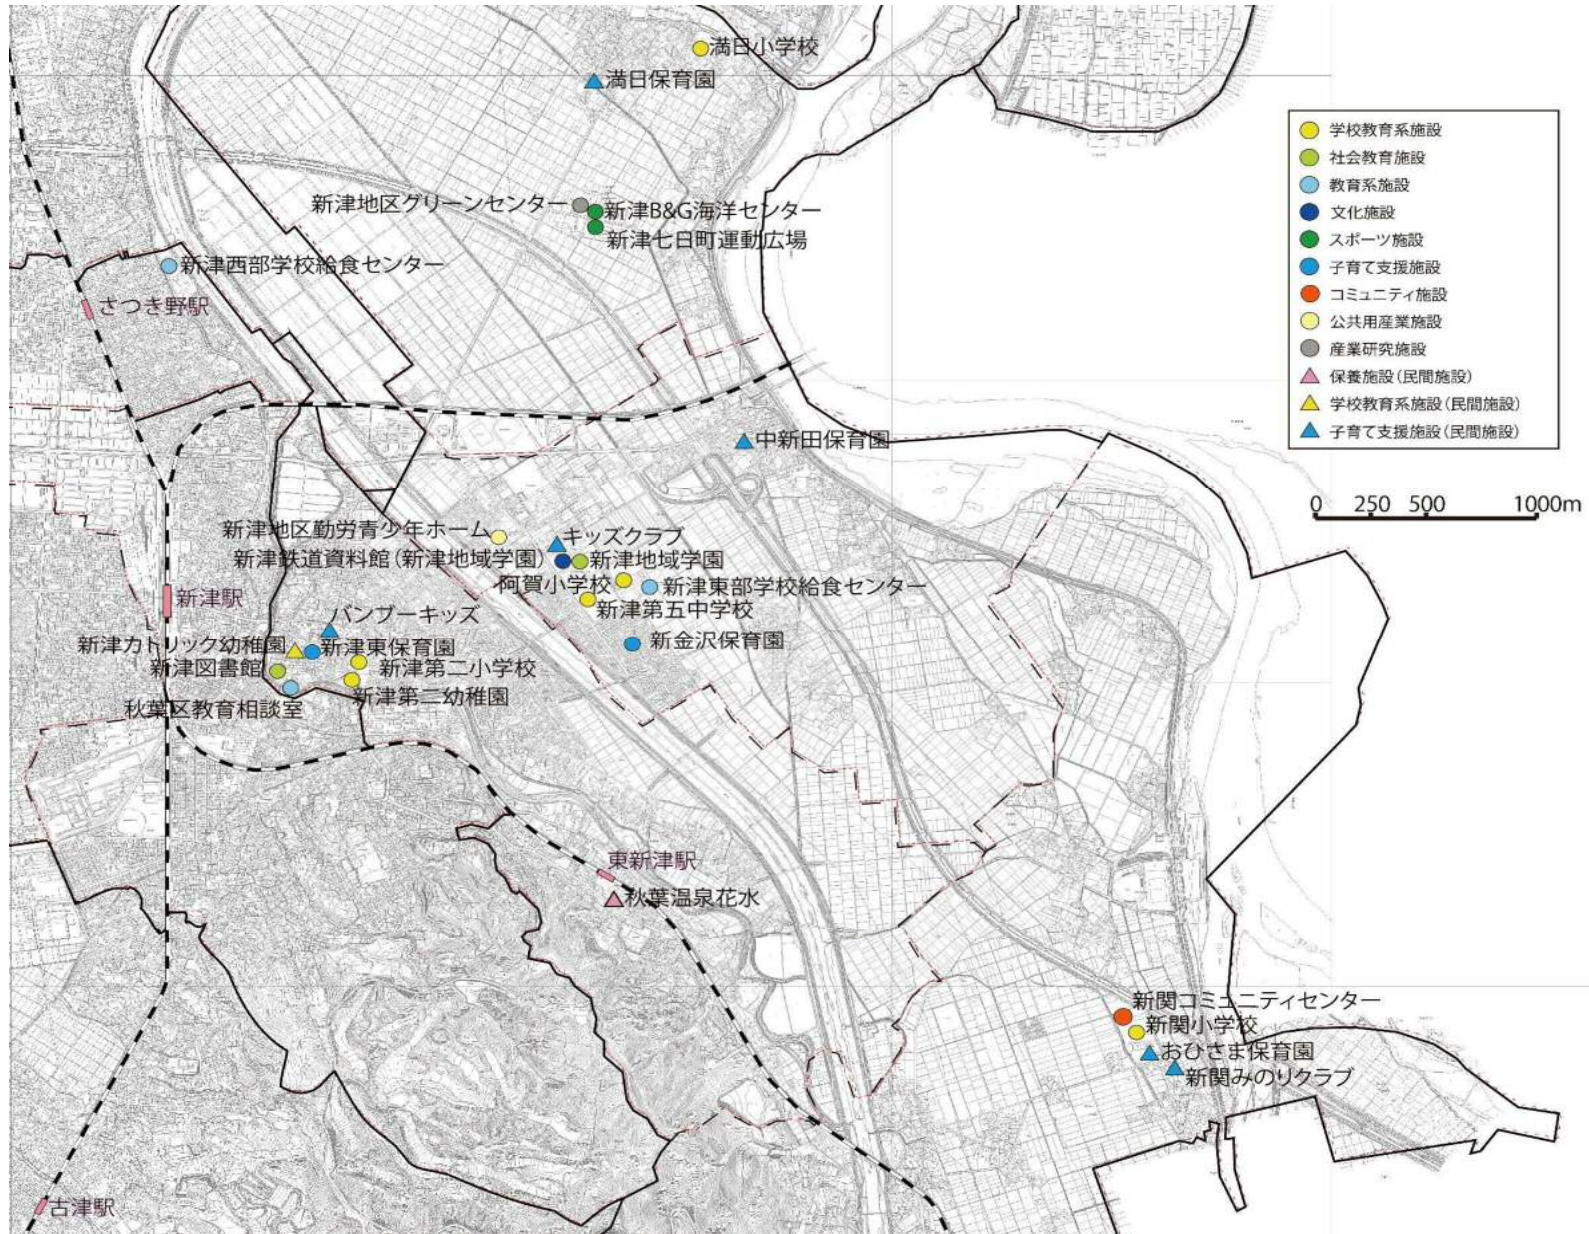 満日小学校
満日保育園
学校教育系施設
社会教育施設
教育系施設
文化施設
スポーツ施設
子育て支援施設
コミュニティ施設
公共用産業施設
産業研究施設
保養施設(民間施設)
学校教育系施設(民間施設)
子育て支援施設(民間施設)
新津地区グリーンセンター
新津B&G海洋センター
新津七日町運動広場
新津西部学校給食センター
さつき野駅
中新田保育園
0 250 500 1000m
新津地区勤労青少年ホーム
キッズクラブ
新津鉄道資料館(新津地域学園)
新津地域学園
阿賀小学校
新津東部学校給食センター
新津駅
新津第五中学校
バンブーキッズ
新津カトリック幼稚園
新津東保育園
新金沢保育園
新津図書館
新津第二小学校
新津第二幼稚園
秋葉区教育相談室
東新津駅
秋葉温泉花水
新関コミュニティセンター
新関小学校
おひさま保育園
新関みのりクラブ
古津駅